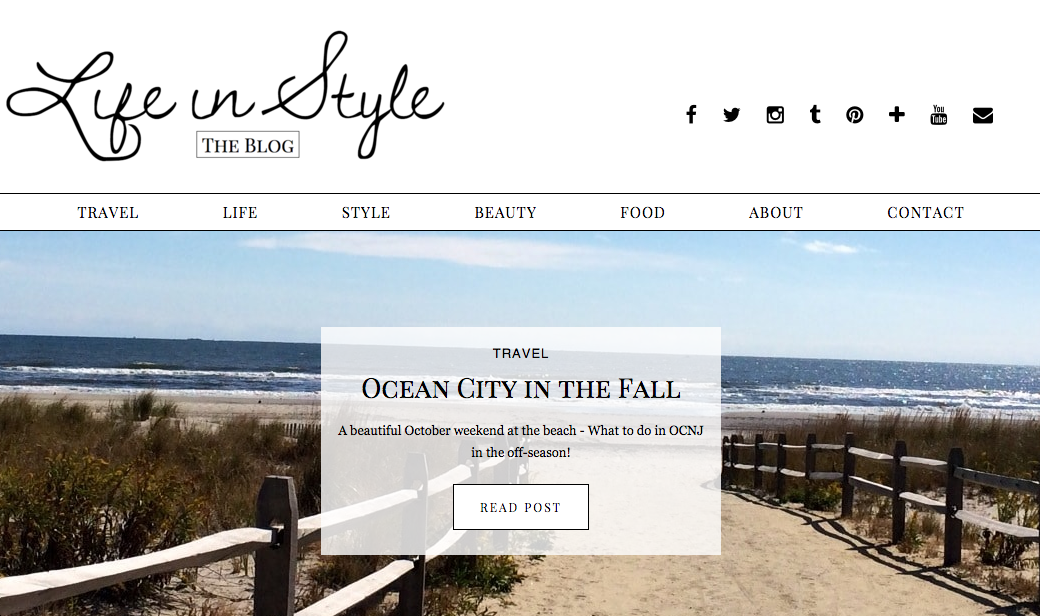 Life in Style
THE BLOG
You
Tube
TRAVEL LIFE STYLE BEAUTY FOOD ABOUT CONTACT
TRAVEL
OCEAN CITY IN THE FALL
A beautiful October weekend at the beach - What to do in OCNJ
in the off-season!
READ POST